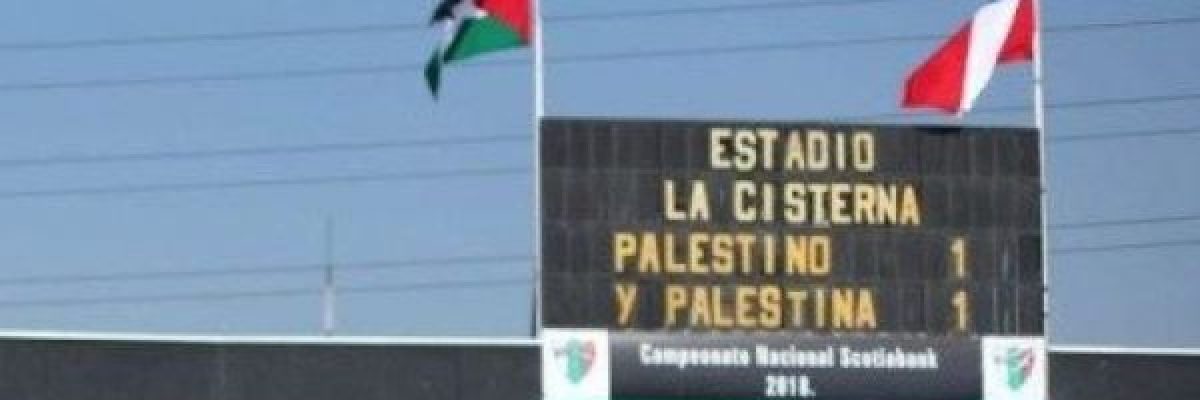 ESTADIO
LA CISTERNA
PALESTINO 1
Y PALESTINA 1
Campeonato Nacional Scotiabank
2018.